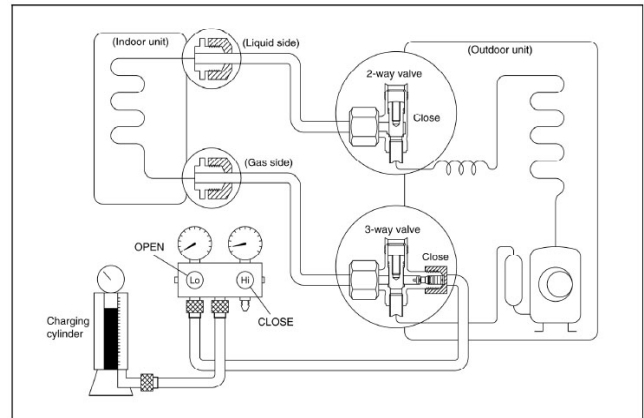 (Indoor unit)
(Liquid side)
(Outdoor unit)
2-way valve
Close
(Gas side)
3-way valve
Close
OPEN
Lo
Hi
CLOSE
Charging
cylinder